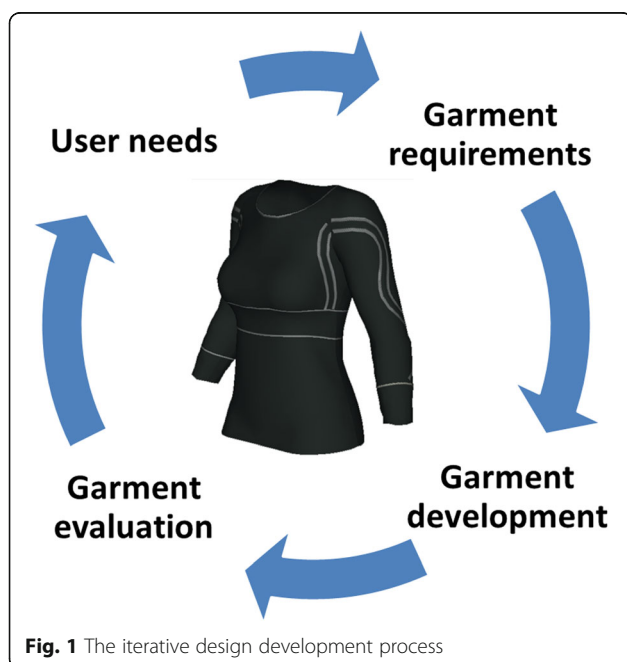 User needs
Garment
requirements
Garment
development
Garment
evaluation
Fig. 1 The iterative design development process